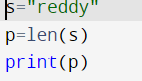 s="reddy"
p=len(s)
print(p)